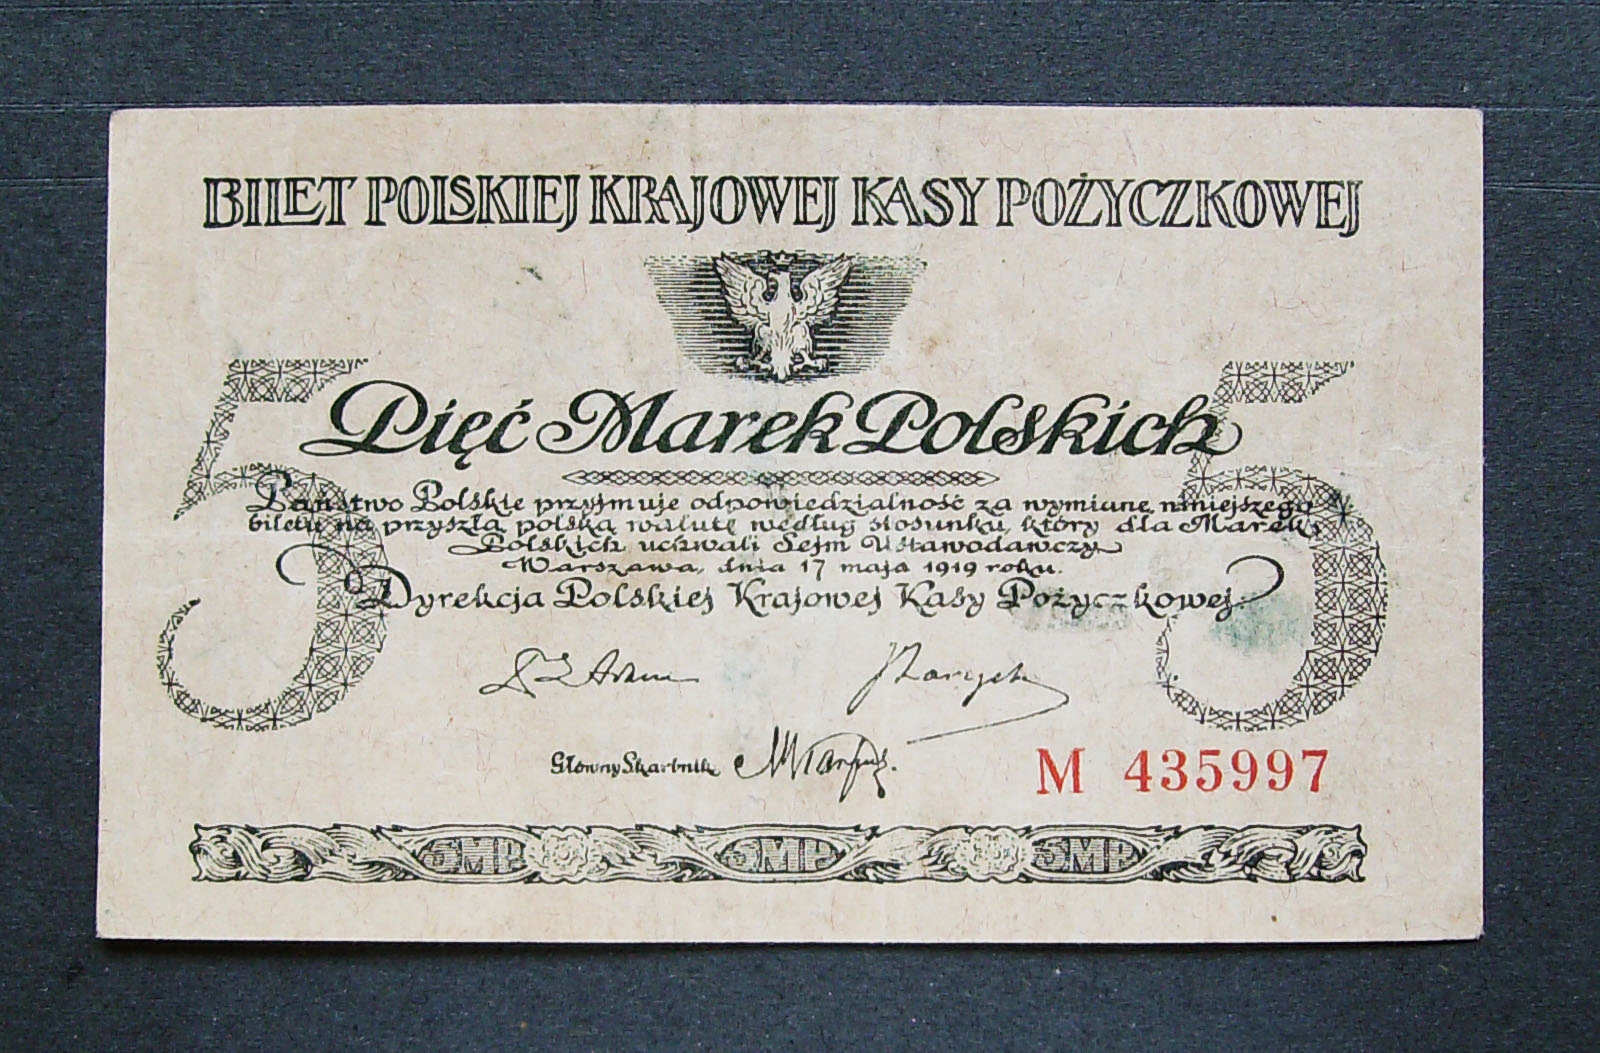 BILET POLSKIEJ KRAJOWEJ KASY POŻYCZKOWEJ
5 5
Pięć Marek Polskich
Państwo Polskie przyjmuje odpowiedzialność za wymianę niniejszego
biletu na przyszłą polską walutę według stosunku, który dla Marek
Polskich uchwali Sejm Ustawodawczy
Warszawa, dnia 17 maja 1919 roku.
Dyrekcja Polskiej Krajowej Kasy Pożyczkowej:
Główny Skarbnik
M 435997
5MP 5MP 5MP